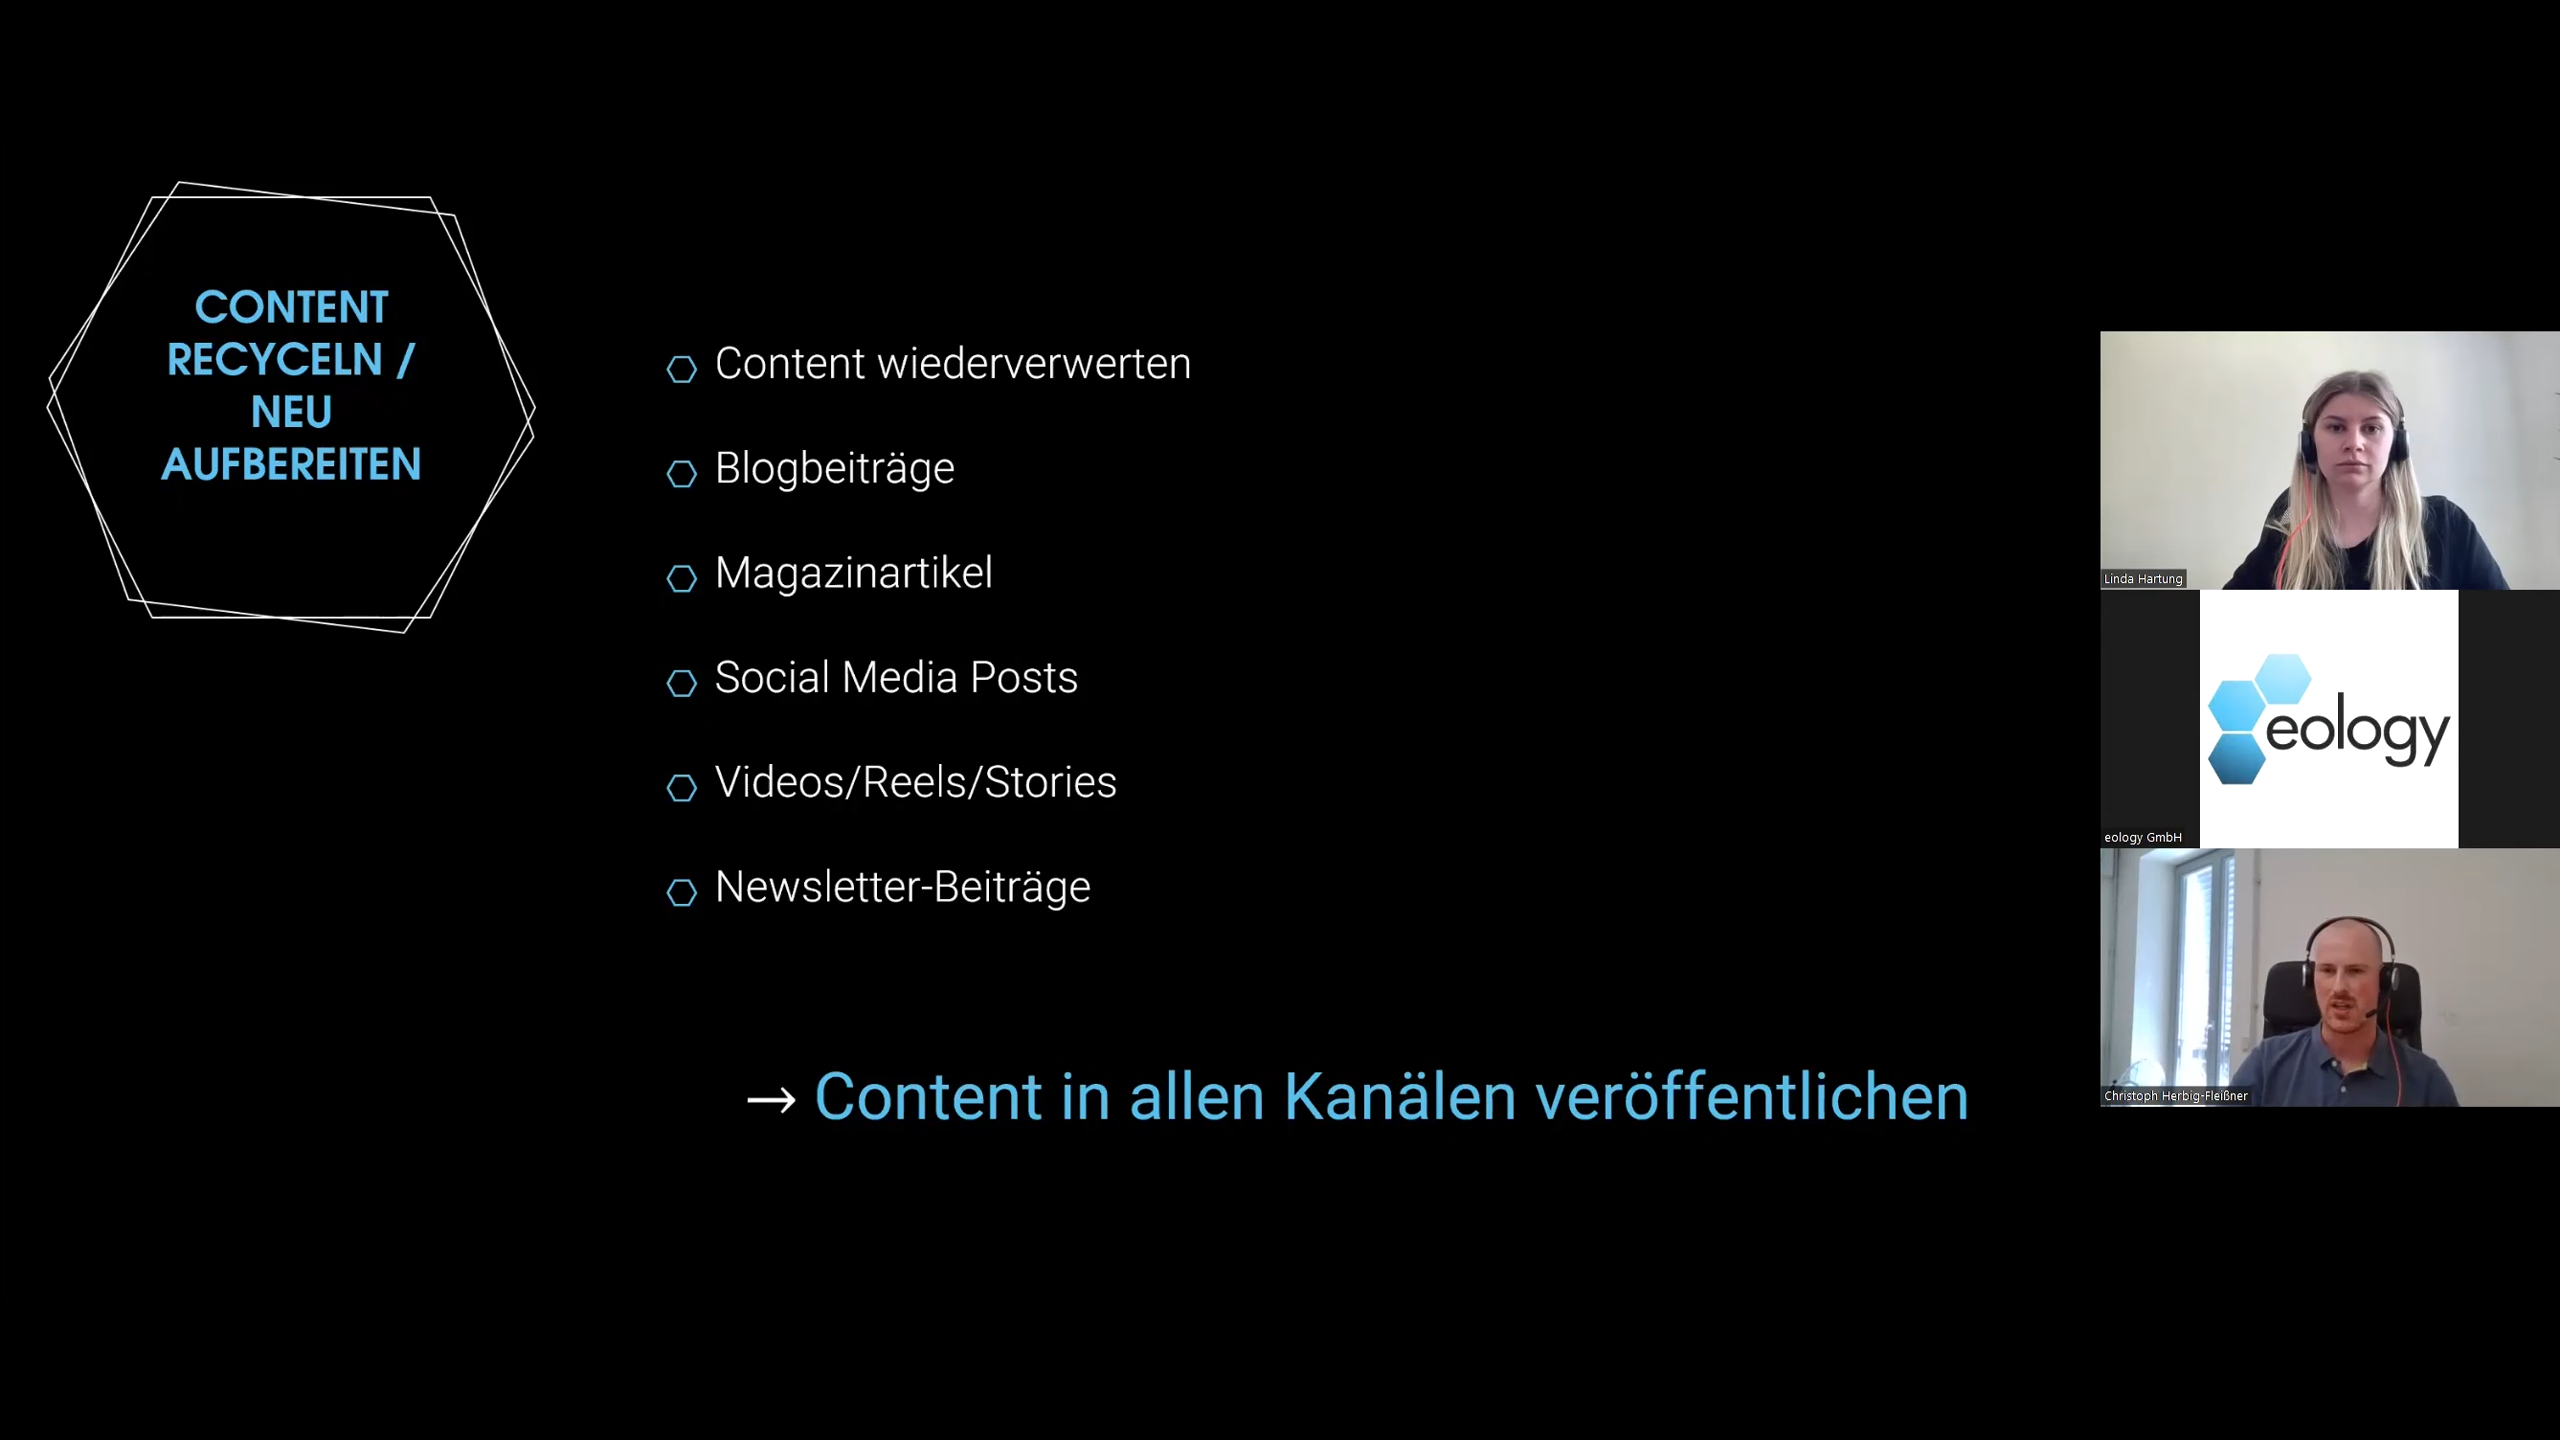 CONTENT
RECYCELN /
NEU
AUFBEREITEN
Content wiederverwerten
Blogbeiträge
Magazinartikel
Social Media Posts
Videos/Reels/Stories
Newsletter-Beiträge
→ Content in allen Kanälen veröffentlichen
Linda Hartung
eology
eology GmbH
Christoph Herbig-Fleißner